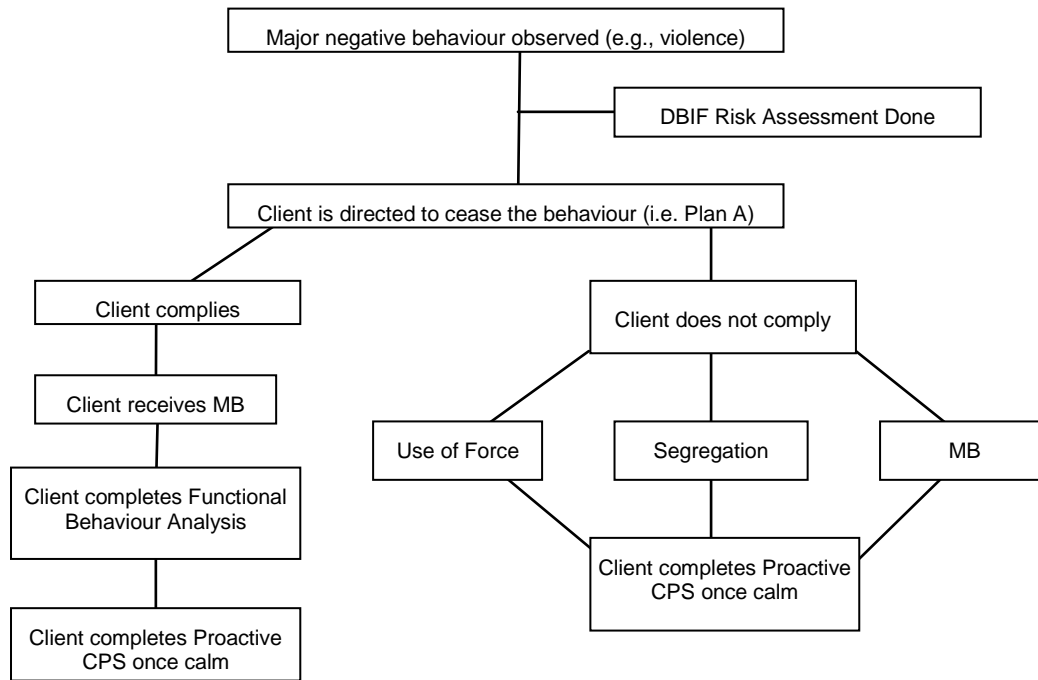 Major negative behaviour observed (e.g., violence)
DBIF Risk Assessment Done
Client is directed to cease the behaviour (i.e. Plan A)
Client complies
Client does not comply
Client receives MB
Use of Force
Segregation
MB
Client completes Functional
Behaviour Analysis
Client completes Proactive
CPS once calm
Client completes Proactive
CPS once calm